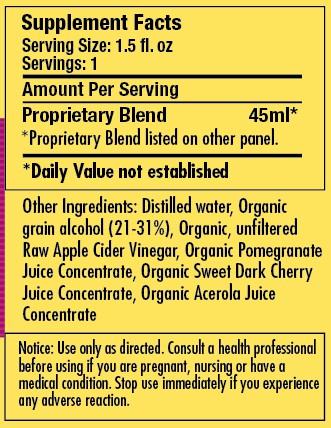 Supplement Facts
Serving Size: 1.5 fl. oz
Servings: 1
Amount Per Serving
Proprietary Blend 45ml*
*Proprietary Blend listed on other panel.
*Daily Value not established
Other Ingredients: Distilled water, Organic
grain alcohol (21-31%), Organic, unfiltered
Raw Apple Cider Vinegar, Organic Pomegranate
Juice Concentrate, Organic Sweet Dark Cherry
Juice Concentrate, Organic Acerola Juice
Concentrate
Notice: Use only as directed. Consult a health professional
before using if you are pregnant, nursing or have a
medical condition. Stop use immediately if you experience
any adverse reaction.